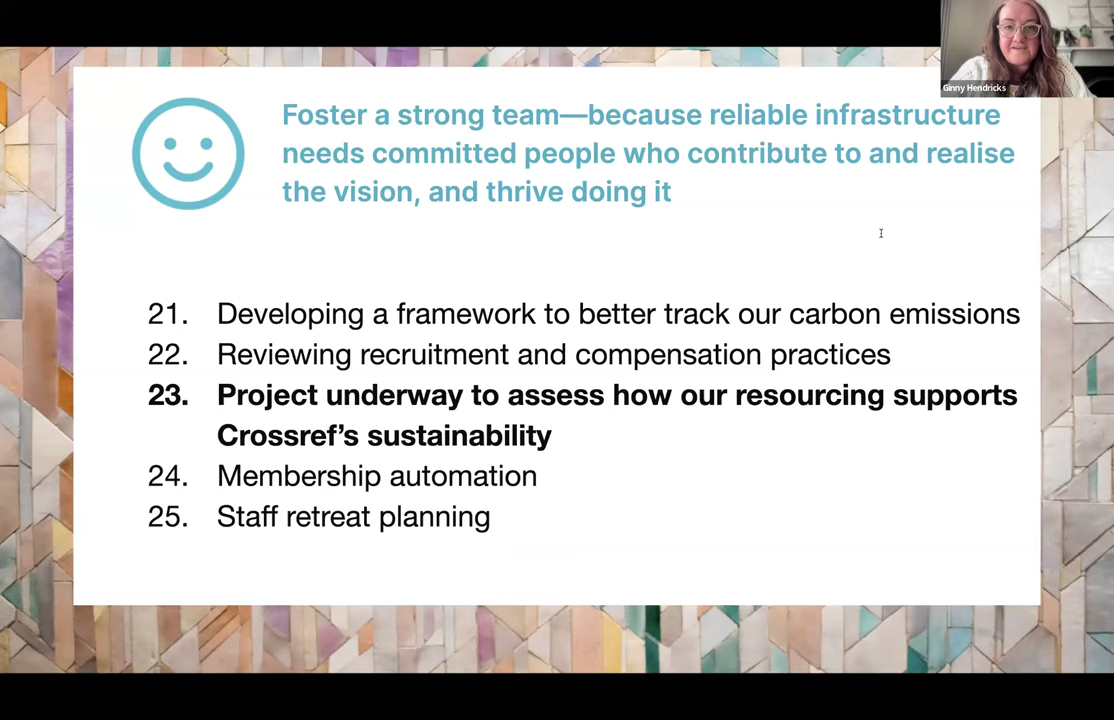 Ginny Hendricks
Foster a strong team—because reliable infrastructure
needs committed people who contribute to and realise
the vision, and thrive doing it
21. Developing a framework to better track our carbon emissions
22. Reviewing recruitment and compensation practices
23. Project underway to assess how our resourcing supports
Crossref’s sustainability
24. Membership automation
25. Staff retreat planning